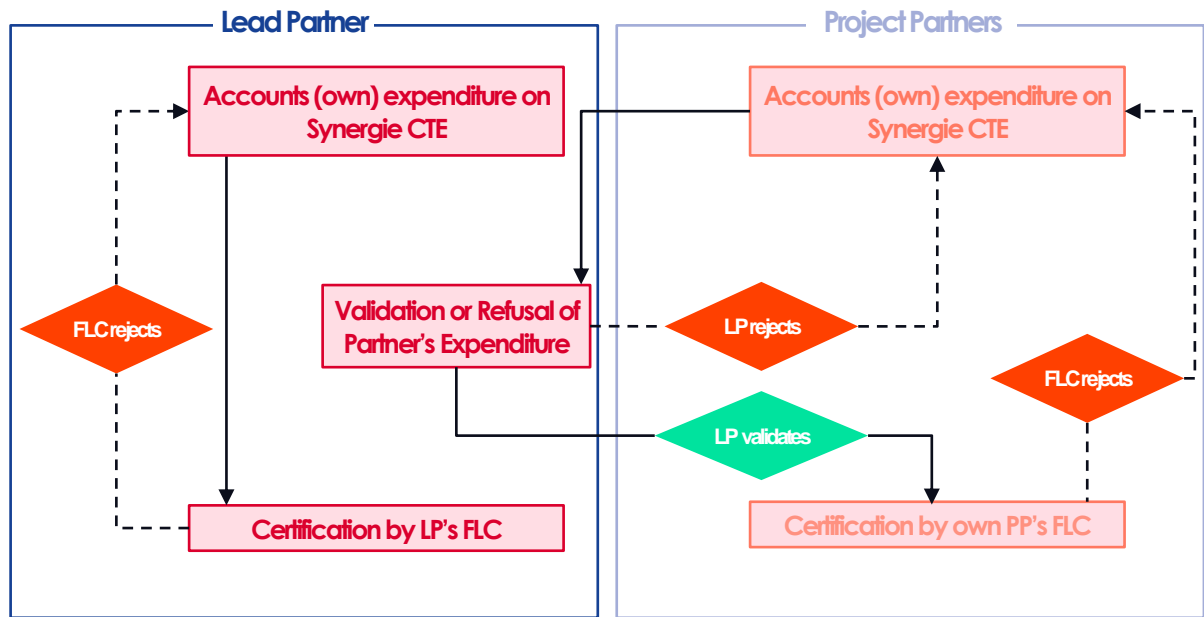 Lead Partner
Project Partners
Accounts (own) expenditure on
Synergie CTE
Accounts (own) expenditure on
Synergie CTE
Validation or Refusal of
Partner's Expenditure
FLC rejects
LP rejects
FLC rejects
LP validates
Certification by LP's FLC
Certification by own PP's FLC